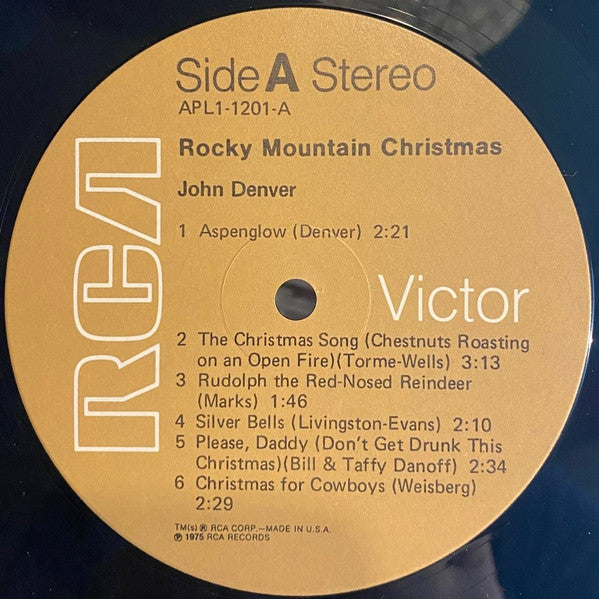 Side A Stereo
APL1-1201-A
Rocky Mountain Christmas
John Denver
1 Aspenglow (Denver) 2:21
RCA
Victor
2 The Christmas Song (Chestnuts Roasting
on an Open Fire)(Torme-Wells) 3:13
3 Rudolph the Red-Nosed Reindeer
(Marks) 1:46
4 Silver Bells (Livingston-Evans) 2:10
5 Please, Daddy (Don't Get Drunk This
Christmas)(Bill & Taffy Danoff) 2:34
6 Christmas for Cowboys (Weisberg)
2:29
TM(s) ® RCA CORP.—MADE IN U.S.A.
℗ 1975 RCA RECORDS